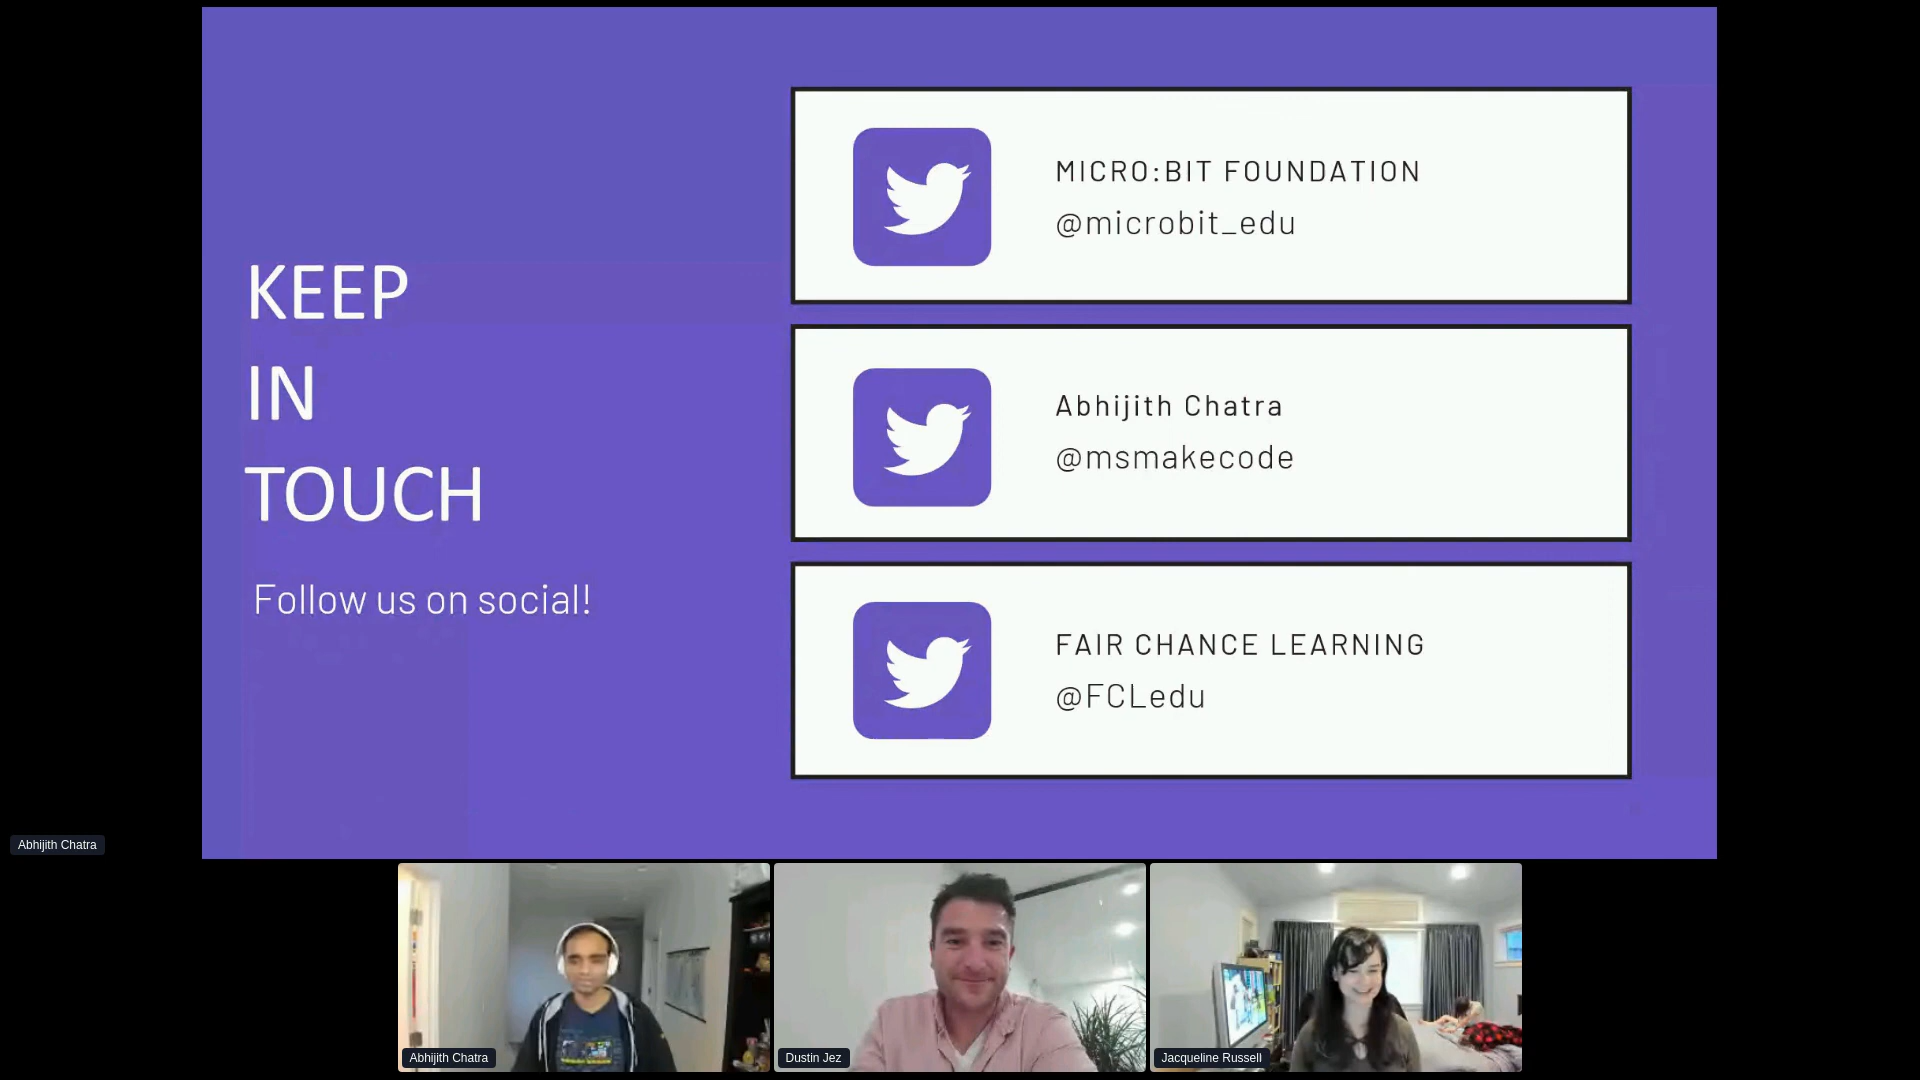 KEEP
IN
TOUCH
Follow us on social!
MICRO:BIT FOUNDATION
@microbit_edu
Abhijith Chatra
@msmakecode
FAIR CHANCE LEARNING
@FCLedu
Abhijith Chatra
Abhijith Chatra
Dustin Jez
Jacqueline Russell